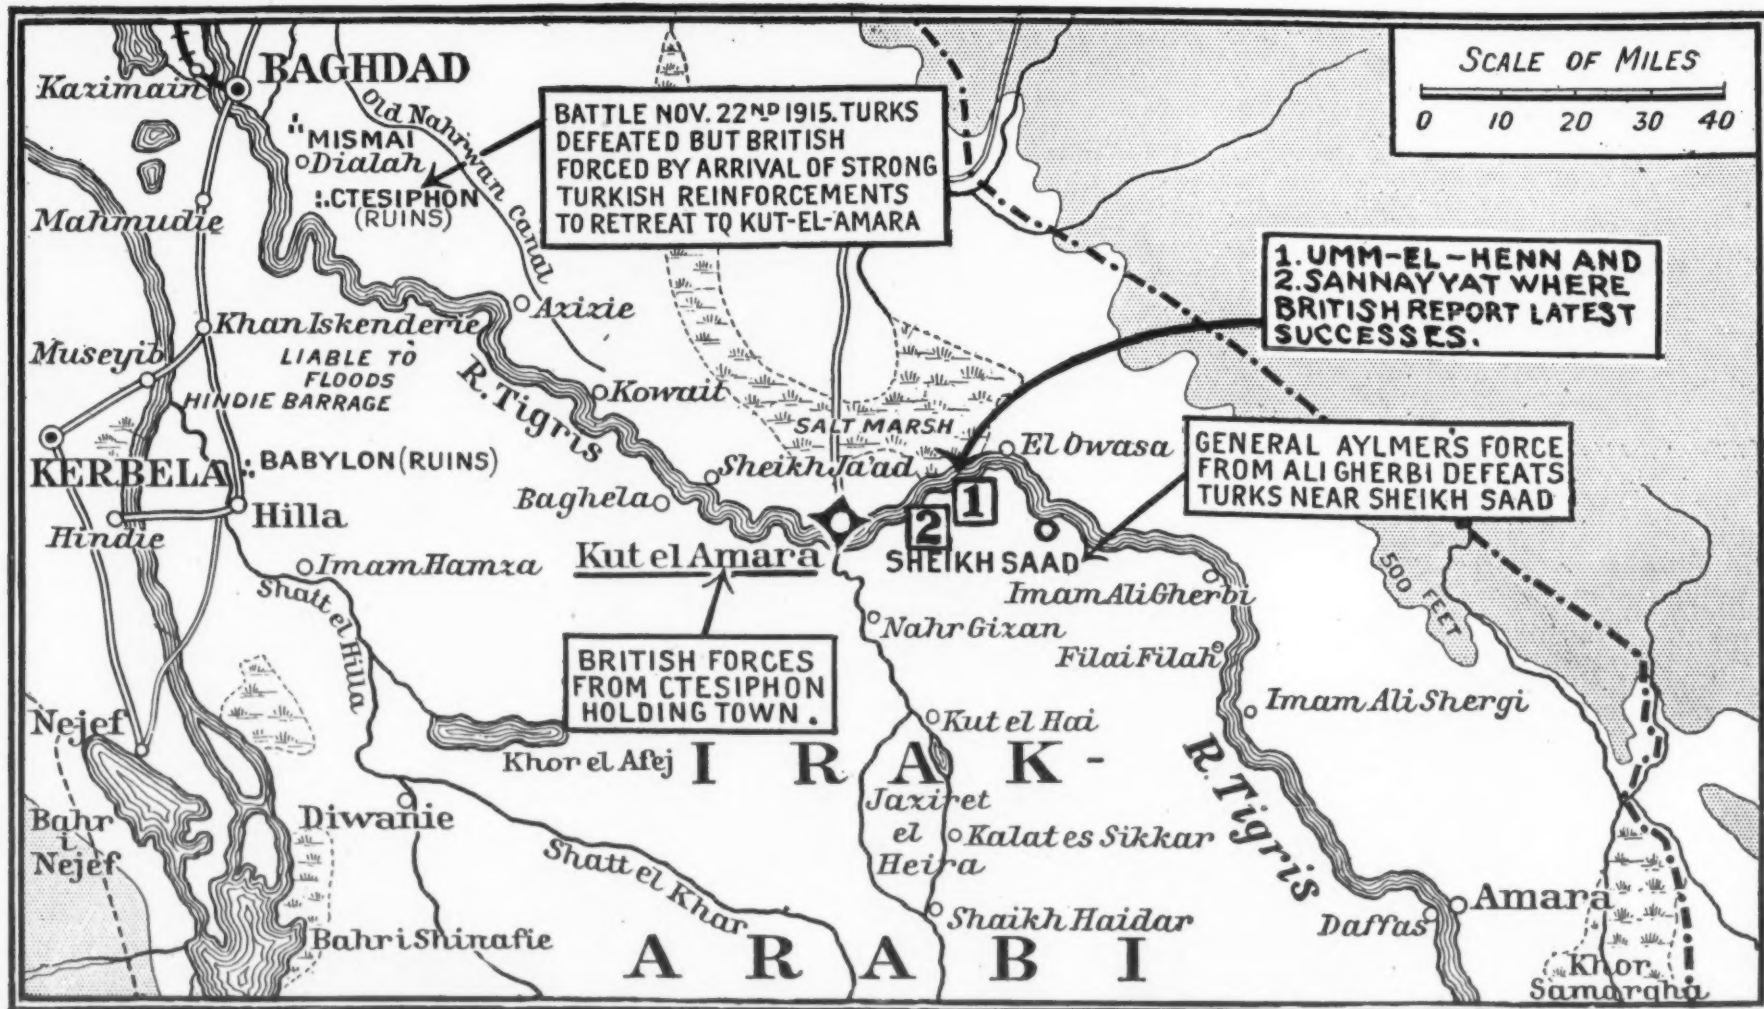 SCALE OF MILES
0 10 20 30 40
BAGHDAD
Kazimain
Old Nahrwan Canal
MISMAI
Dialah
CTESIPHON
(RUINS)
BATTLE NOV. 22ND 1915. TURKS
DEFEATED BUT BRITISH
FORCED BY ARRIVAL OF STRONG
TURKISH REINFORCEMENTS
TO RETREAT TO KUT-EL-AMARA
Mahmudie
1. UMM-EL-HENN AND
2. SANNAYYAT WHERE
BRITISH REPORT LATEST
SUCCESSES.
Azizie
Khan Iskenderie
Museyib
LIABLE TO
FLOODS
HINDIE BARRAGE
R. Tigris
Kowait
SALT MARSH
El Owasa
GENERAL AYLMER'S FORCE
FROM ALI GHERBI DEFEATS
TURKS NEAR SHEIKH SAAD
KERBELA
BABYLON (RUINS)
Sheikh Ja'ad
Baghela
1
2
Hilla
Hindie
Imam Hamza
Kut el Amara
SHEIKH SAAD
Imam Ali Gherbi
500 FEET
Shatt el Hilla
Nahr Gizan
Filai Filah
BRITISH FORCES
FROM CTESIPHON
HOLDING TOWN.
Imam Ali Shergi
Nejef
Kut el Hai
Khor el Afej
IRAK-
R. Tigris
Jaziret
el
Heira
Bahr
i
Nejef
Diwanie
Kalat es Sikkar
Shatt el Khar
Amara
Daffas
Shaikh Haidar
Bahri Shinafie
ARABI
Khor
Samargha